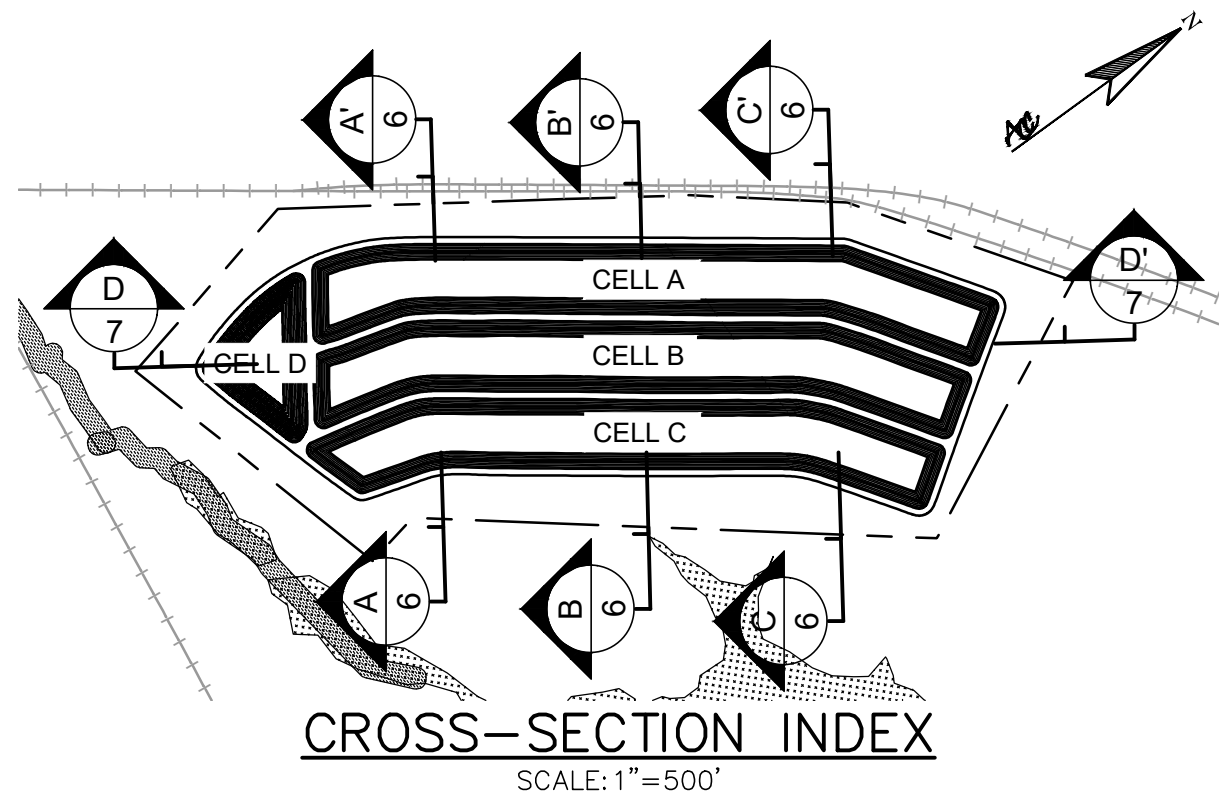 N
A'
6
B'
6
C'
6
D
7
D'
7
CELL A
CELL B
CELL C
CELL D
A
6
B
6
C
6
CROSS-SECTION INDEX
SCALE: 1"=500'